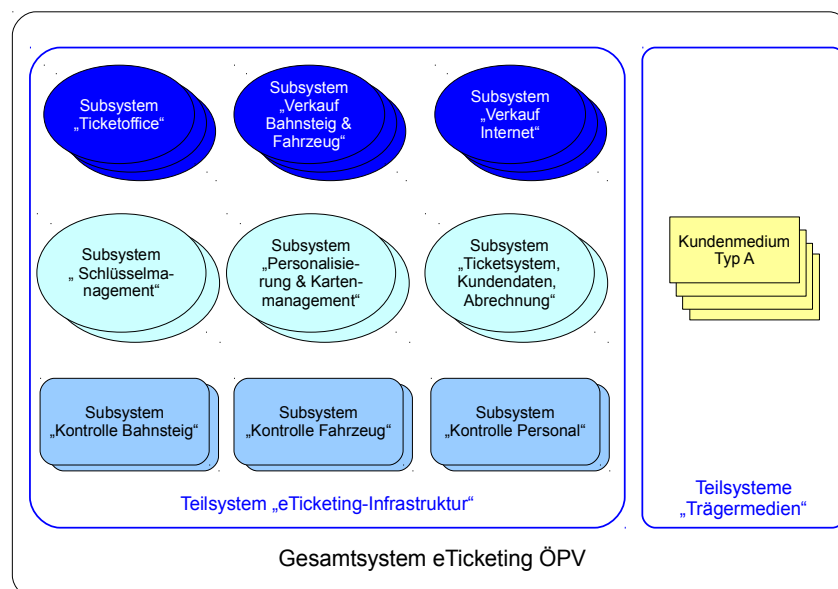 Subsystem
„Ticketoffice“
Subsystem
„Verkauf
Bahnsteig &
Fahrzeug“
Subsystem
„Verkauf
Internet“
Subsystem
„ Schlüsselma-
nagement“
Subsystem
„Personalisie-
rung & Karten-
management“
Subsystem
„Ticketsystem,
Kundendaten,
Abrechnung“
Kundenmedium
Typ A
Subsystem
„Kontrolle Bahnsteig“
Subsystem
„Kontrolle Fahrzeug“
Subsystem
„Kontrolle Personal“
Teilsystem „eTicketing-Infrastruktur“
Teilsysteme
„Trägermedien“
Gesamtsystem eTicketing ÖPV